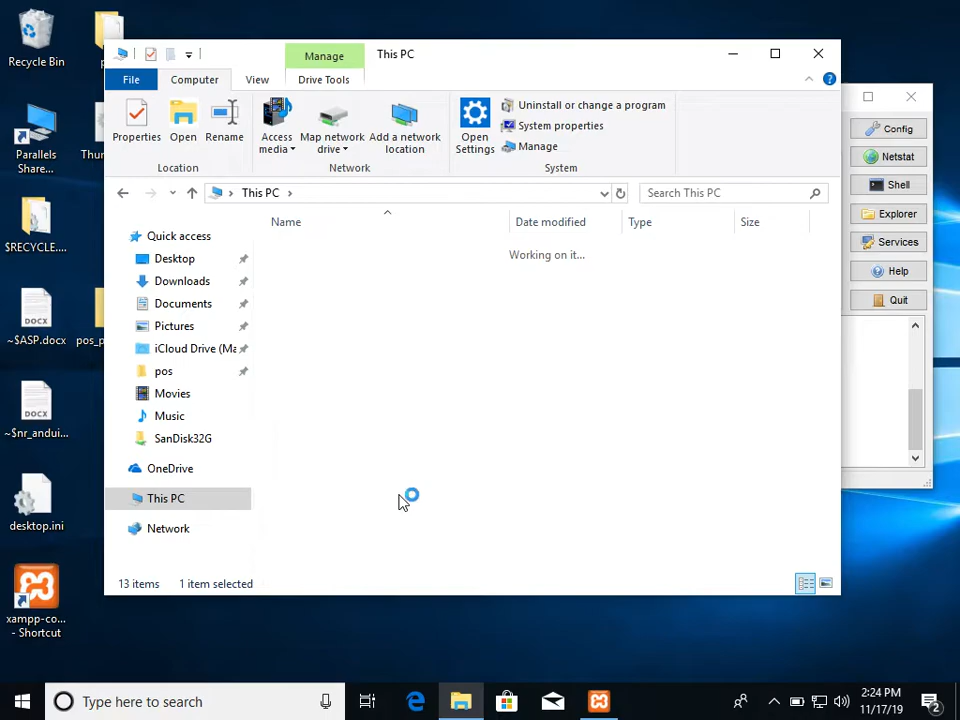 Recycle Bin
Parallels
Share...
$RECYCLE....
~$ASP.docx
~$nr_andui...
desktop.ini
xampp-co...
- Shortcut
Manage
This PC
File
Computer
View
Drive Tools
Properties
Open
Rename
Access
media
Map network
drive
Add a network
location
Open
Settings
Uninstall or change a program
System properties
Manage
Location
Network
System
This PC
Search This PC
Name
Date modified
Type
Size
Working on it...
Quick access
Desktop
Downloads
Documents
Pictures
iCloud Drive (Ma
pos
Movies
Music
SanDisk32G
OneDrive
This PC
Network
13 items
1 item selected
Config
Netstat
Shell
Explorer
Services
Help
Quit
DOCX
DOCX
Thur
pos_p
Type here to search
2:24 PM
11/17/19
2